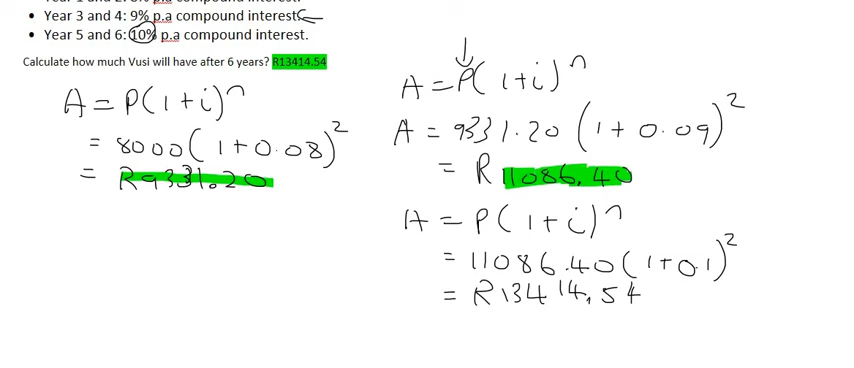 • Year 3 and 4: 9% p.a compound interest.
• Year 5 and 6: 10% p.a compound interest.
Calculate how much Vusi will have after 6 years? R13414.54
A = P(1+i)^n
= 8000(1+0.08)^2
= R9331.20
A = P(1+i)^n
A = 9331.20(1+0.09)^2
= R11086.40
A = P(1+i)^n
= 11086.40(1+0.1)^2
= R13414.54